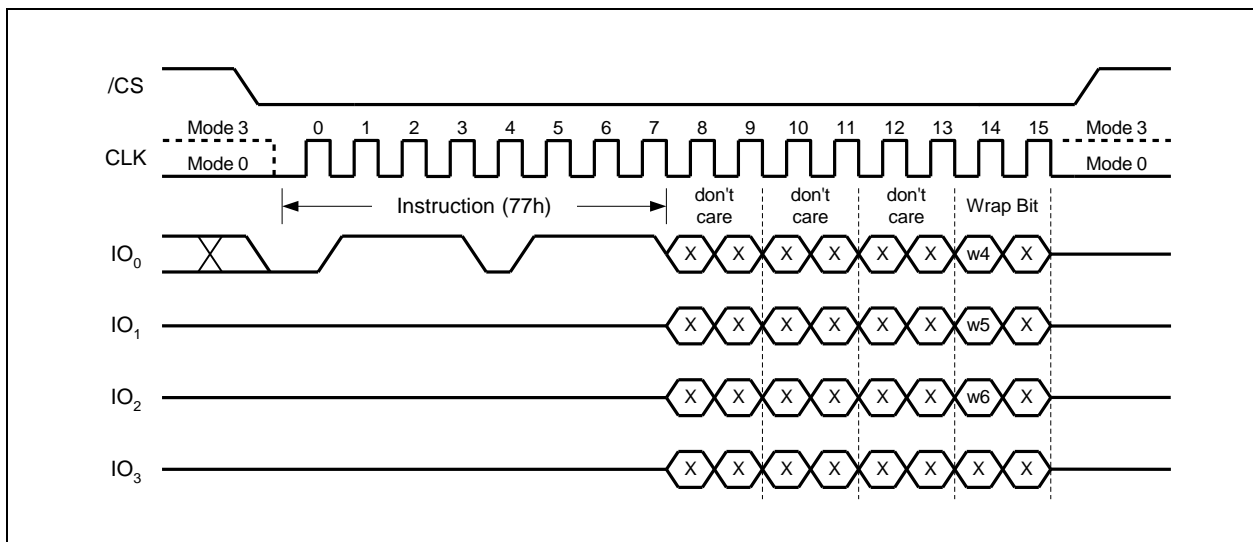 /CS
Mode 3 0 1 2 3 4 5 6 7 8 9 10 11 12 13 14 15 Mode 3
CLK
Mode 0 Mode 0
Instruction (77h) don't care don't care don't care Wrap Bit
IO0 X X X X X X w4 X
IO1 X X X X X X w5 X
IO2 X X X X X X w6 X
IO3 X X X X X X X X